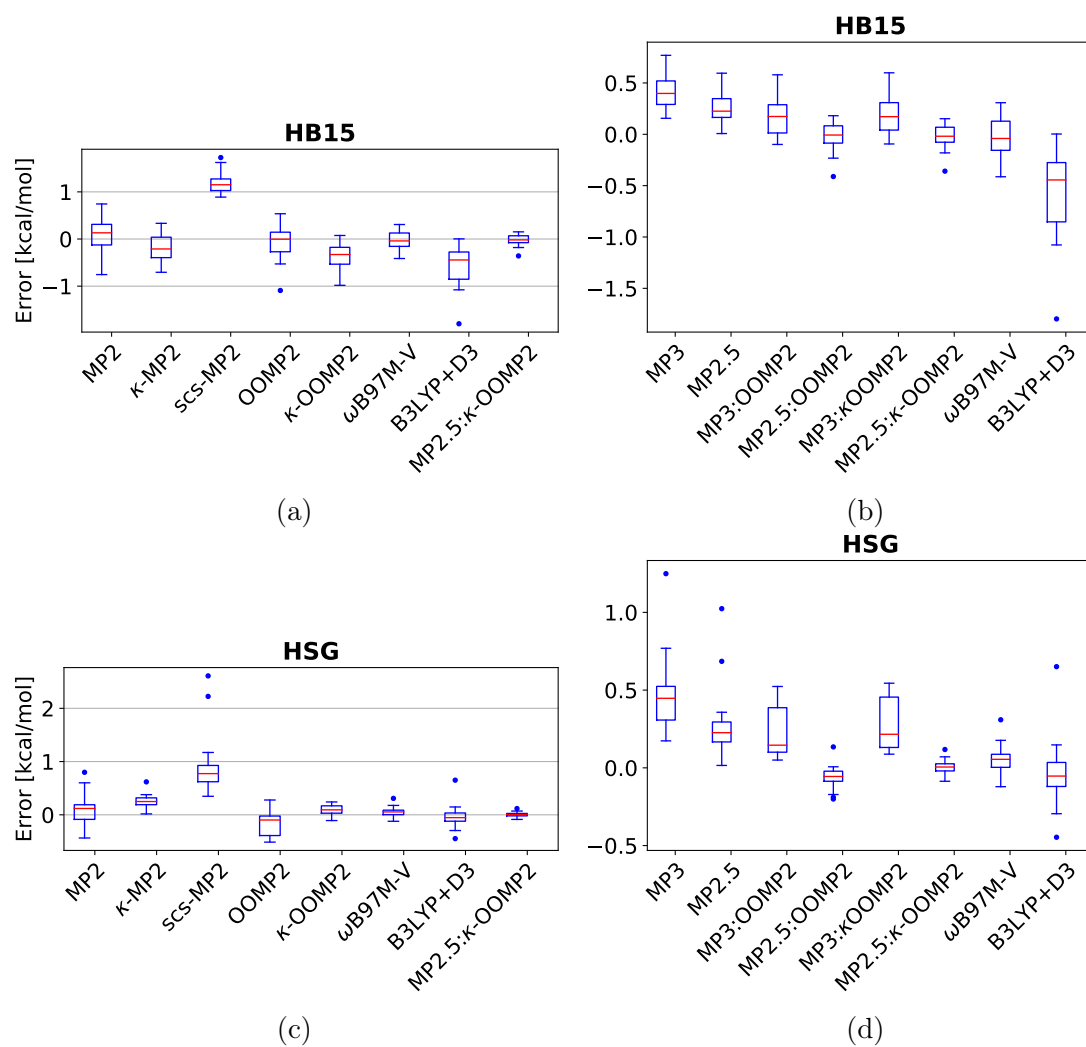 HB15
Error [kcal/mol]
1
0
−1
MP2
κ-MP2
scs-MP2
OOMP2
κ-OOMP2
ωB97M-V
B3LYP+D3
MP2.5:κ-OOMP2
(a)
HB15
0.5
0.0
−0.5
−1.0
−1.5
MP3
MP2.5
MP3:OOMP2
MP2.5:OOMP2
MP3:κOOMP2
MP2.5:κ-OOMP2
ωB97M-V
B3LYP+D3
(b)
HSG
Error [kcal/mol]
2
1
0
MP2
κ-MP2
scs-MP2
OOMP2
κ-OOMP2
ωB97M-V
B3LYP+D3
MP2.5:κ-OOMP2
(c)
HSG
1.0
0.5
0.0
−0.5
MP3
MP2.5
MP3:OOMP2
MP2.5:OOMP2
MP3:κOOMP2
MP2.5:κ-OOMP2
ωB97M-V
B3LYP+D3
(d)